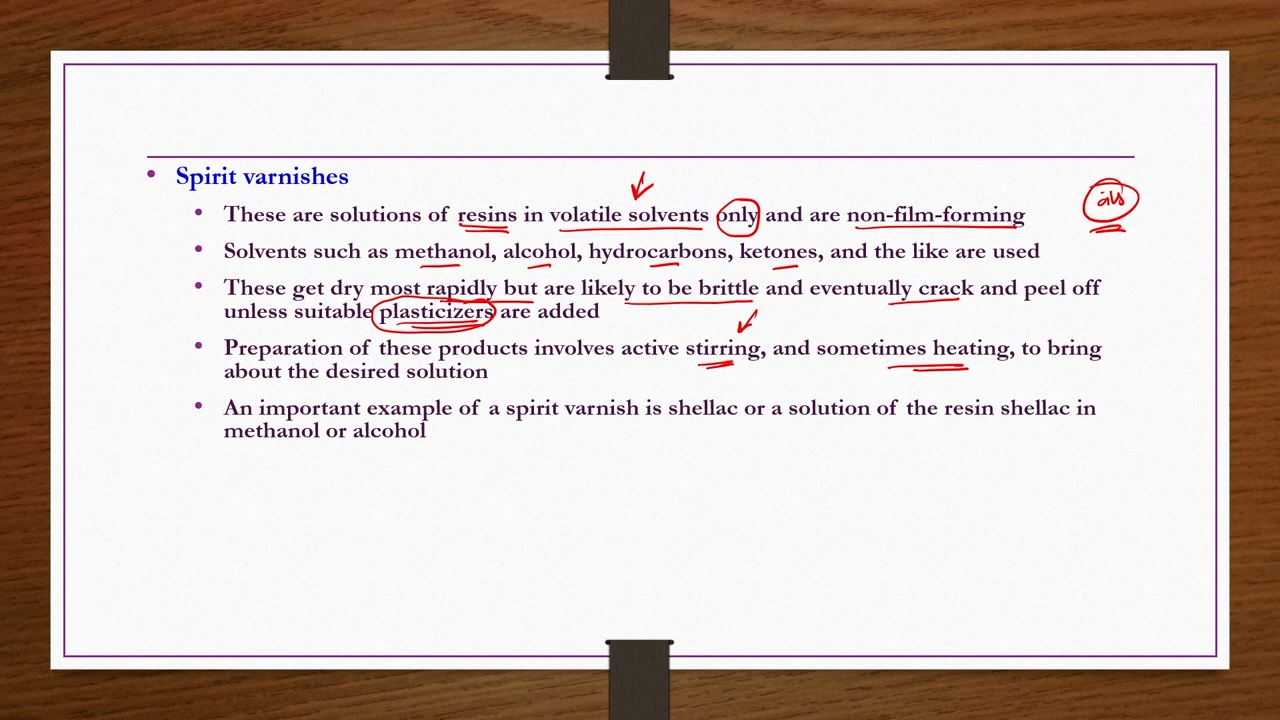 Spirit varnishes
These are solutions of resins in volatile solvents only and are non-film-forming
Solvents such as methanol, alcohol, hydrocarbons, ketones, and the like are used
These get dry most rapidly but are likely to be brittle and eventually crack and peel off
unless suitable plasticizers are added
Preparation of these products involves active stirring, and sometimes heating, to bring
about the desired solution
An important example of a spirit varnish is shellac or a solution of the resin shellac in
methanol or alcohol